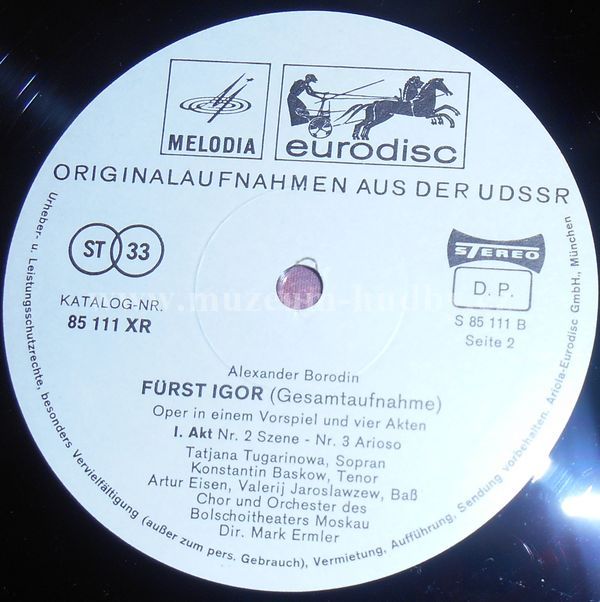 MELODIA
eurodisc
ORIGINALAUFNAHMEN AUS DER UDSSR
ST 33
STEREO
D. P.
KATALOG-NR.
85 111 XR
S 85 111 B
Seite 2
Alexander Borodin
FÜRST IGOR (Gesamtaufnahme)
Oper in einem Vorspiel und vier Akten
I. Akt Nr. 2 Szene - Nr. 3 Arioso
Tatjana Tugarinowa, Sopran
Konstantin Baskow, Tenor
Artur Eisen, Valerij Jaroslawzew, Baß
Chor und Orchester des
Bolschoitheaters Moskau
Dir. Mark Ermler
Urheber- u. Leistungsschutzrechte, besonders Vervielfältigung (außer zum pers. Gebrauch), Vermietung, Aufführung, Sendung vorbehalten. Ariola-Eurodisc GmbH., München